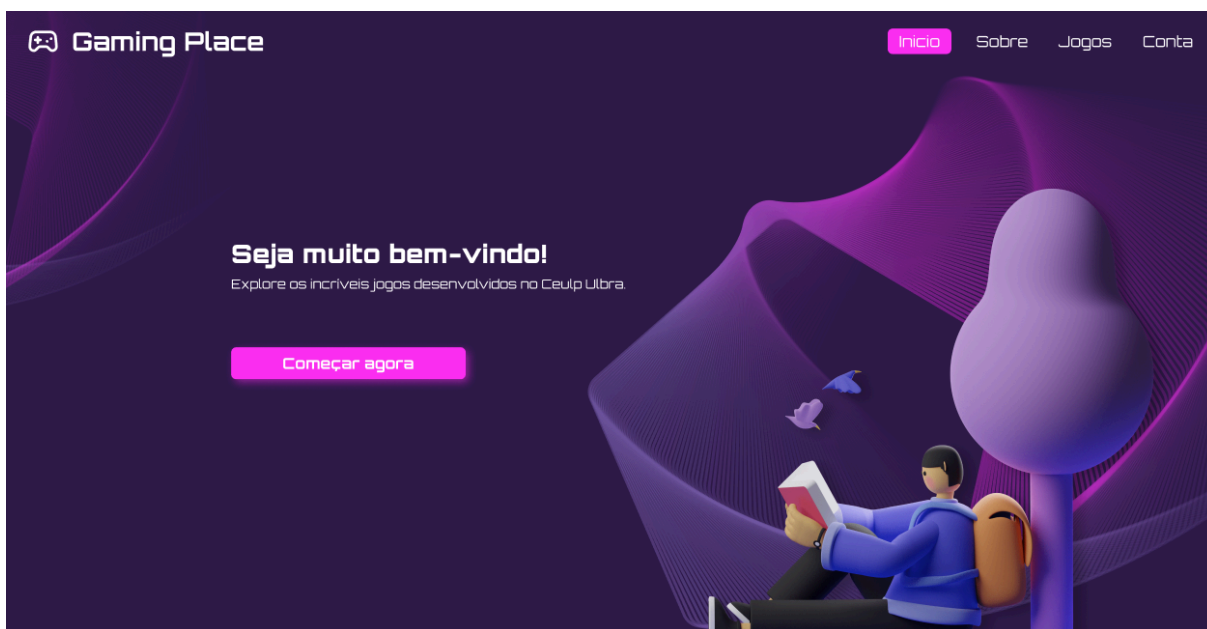 Gaming Place
Inicio Sobre Jogos Conta
Seja muito bem-vindo!
Explore os incríveis jogos desenvolvidos no Ceulp Ulbra.
Começar agora